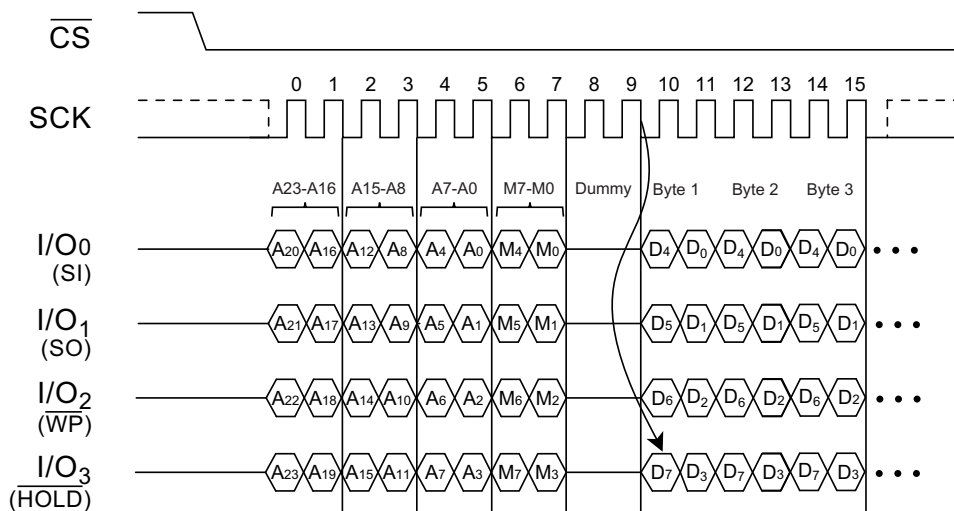 CS
0 1 2 3 4 5 6 7 8 9 10 11 12 13 14 15
SCK
A23-A16 A15-A8 A7-A0 M7-M0 Dummy Byte 1 Byte 2 Byte 3
I/O0 A20 A16 A12 A8 A4 A0 M4 M0 D4 D0 D4 D0 D4 D0 • • •
(SI)
I/O1 A21 A17 A13 A9 A5 A1 M5 M1 D5 D1 D5 D1 D5 D1 • • •
(SO)
I/O2 A22 A18 A14 A10 A6 A2 M6 M2 D6 D2 D6 D2 D6 D2 • • •
(WP)
I/O3 A23 A19 A15 A11 A7 A3 M7 M3 D7 D3 D7 D3 D7 D3 • • •
(HOLD)